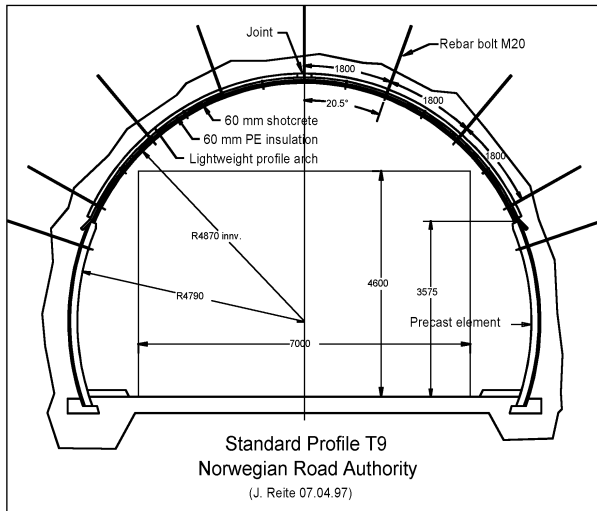 Joint
Rebar bolt M20
1800
20.5°
1800
1800
60 mm shotcrete
60 mm PE insulation
Lightweight profile arch
R4870 innv.
R4790
4600
3575
Precast element
7000
Standard Profile T9
Norwegian Road Authority
(J. Reite 07.04.97)